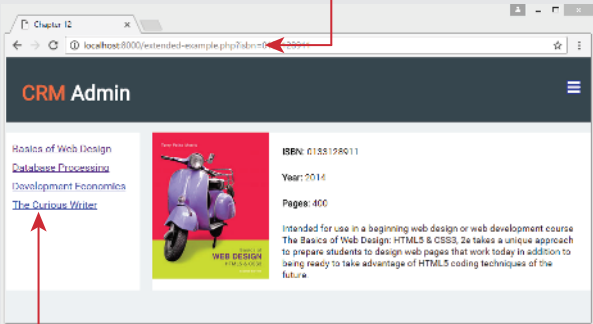 Chapter 12
localhost:8000/extended-example.php?isbn=0133128911
CRM Admin
Basics of Web Design
Database Processing
Development Economics
The Curious Writer
WEB DESIGN
HTML5 & CSS3
ISBN: 0133128911
Year: 2014
Pages: 400
Intended for use in a beginning web design or web development course
The Basics of Web Design: HTML5 & CSS3, 2e takes a unique approach
to prepare students to design web pages that work today in addition to
being ready to take advantage of HTML5 coding techniques of the
future.